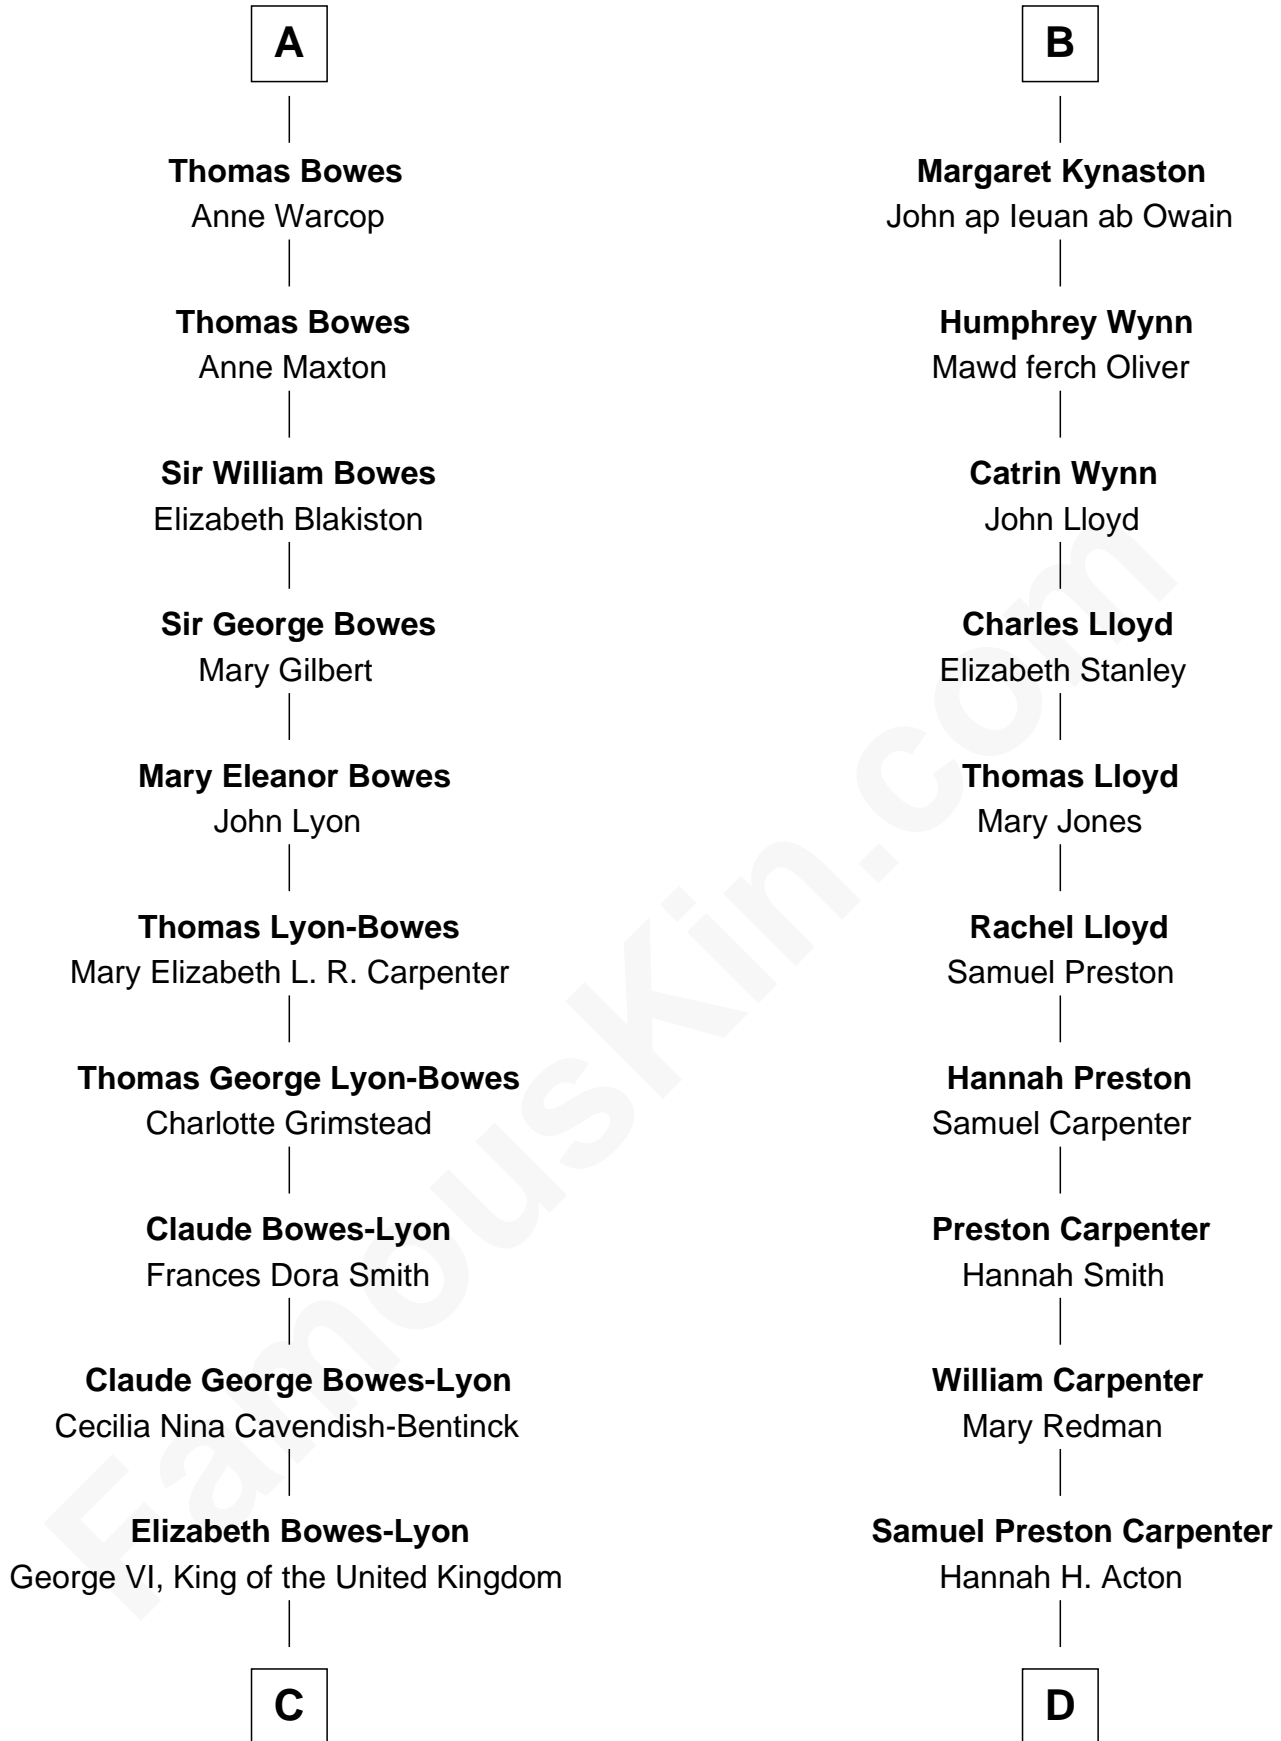 A
Thomas Bowes
Anne Warcop
Thomas Bowes
Anne Maxton
Sir William Bowes
Elizabeth Blakiston
Sir George Bowes
Mary Gilbert
Mary Eleanor Bowes
John Lyon
Thomas Lyon-Bowes
Mary Elizabeth L. R. Carpenter
Thomas George Lyon-Bowes
Charlotte Grimstead
Claude Bowes-Lyon
Frances Dora Smith
Claude George Bowes-Lyon
Cecilia Nina Cavendish-Bentinck
Elizabeth Bowes-Lyon
George VI, King of the United Kingdom
C
B
Margaret Kynaston
John ap Ieuan ab Owain
Humphrey Wynn
Mawd ferch Oliver
Catrin Wynn
John Lloyd
Charles Lloyd
Elizabeth Stanley
Thomas Lloyd
Mary Jones
Rachel Lloyd
Samuel Preston
Hannah Preston
Samuel Carpenter
Preston Carpenter
Hannah Smith
William Carpenter
Mary Redman
Samuel Preston Carpenter
Hannah H. Acton
D
FamousKin.com